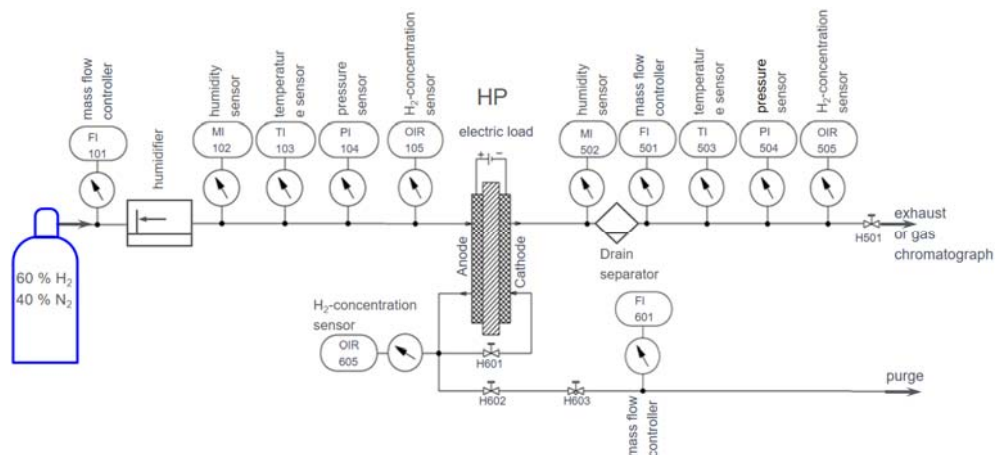 mass flow
controller
FI
101
humidifier
humidity
sensor
MI
102
temperatur
e sensor
TI
103
pressure
sensor
PI
104
H₂-concentration
sensor
OIR
105
HP
electric load
+ −
Anode
Cathode
humidity
sensor
MI
502
mass flow
controller
FI
501
temperatur
e sensor
TI
503
pressure
sensor
PI
504
H₂-concentration
sensor
OIR
505
H501
exhaust
or gas
chromatograph
Drain
separator
60 % H₂
40 % N₂
H₂-concentration
sensor
OIR
605
H601
H602
H603
FI
601
mass flow
controller
purge